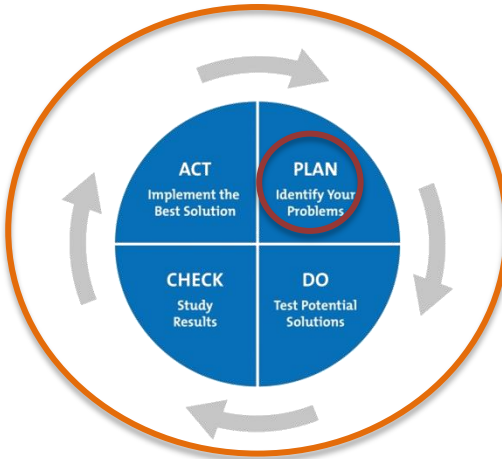 ACT
Implement the
Best Solution
PLAN
Identify Your
Problems
CHECK
Study
Results
DO
Test Potential
Solutions